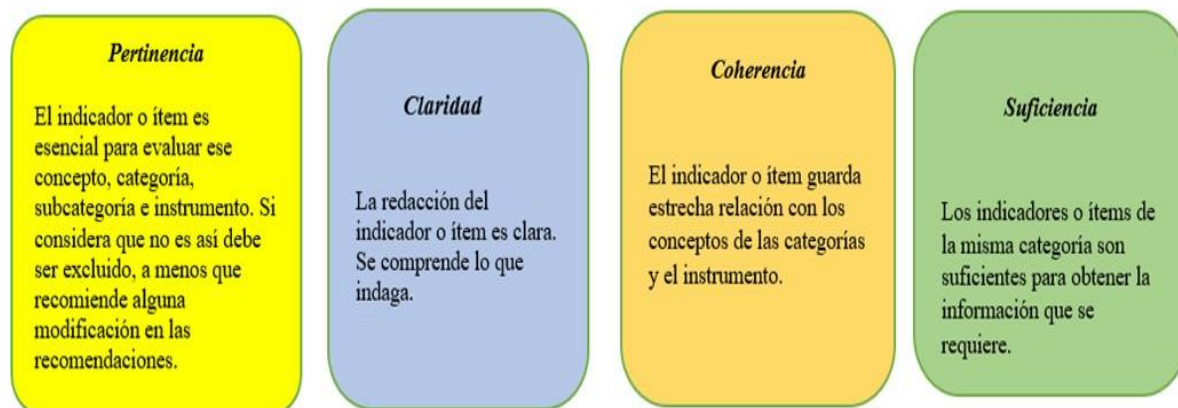 Pertinencia
El indicador o ítem es
esencial para evaluar ese
concepto, categoría,
subcategoría e instrumento. Si
considera que no es así debe
ser excluido, a menos que
recomiende alguna
modificación en las
recomendaciones.
Claridad
La redacción del
indicador o ítem es clara.
Se comprende lo que
indaga.
Coherencia
El indicador o ítem guarda
estrecha relación con los
conceptos de las categorías
y el instrumento.
Suficiencia
Los indicadores o ítems de
la misma categoría son
suficientes para obtener la
información que se
requiere.